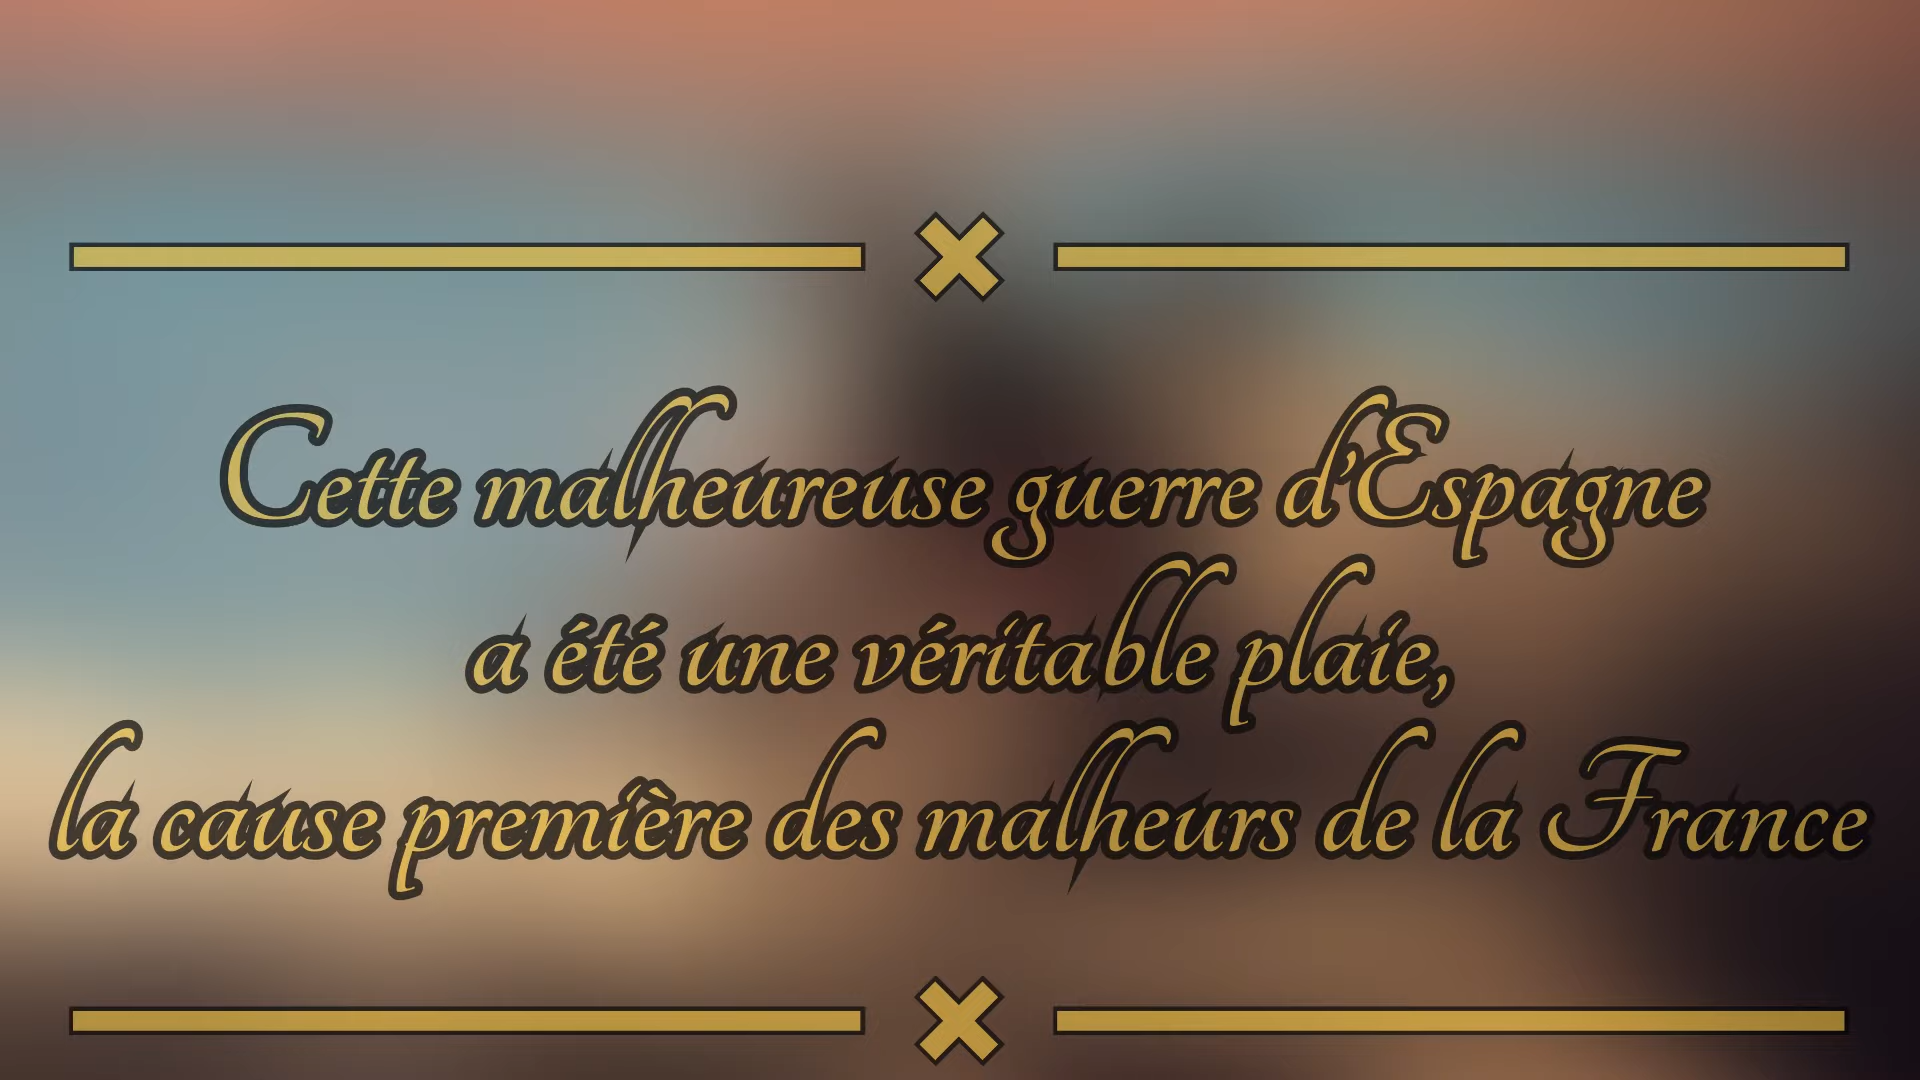 Cette malheureuse guerre d'Espagne
a été une véritable plaie,
la cause première des malheurs de la France